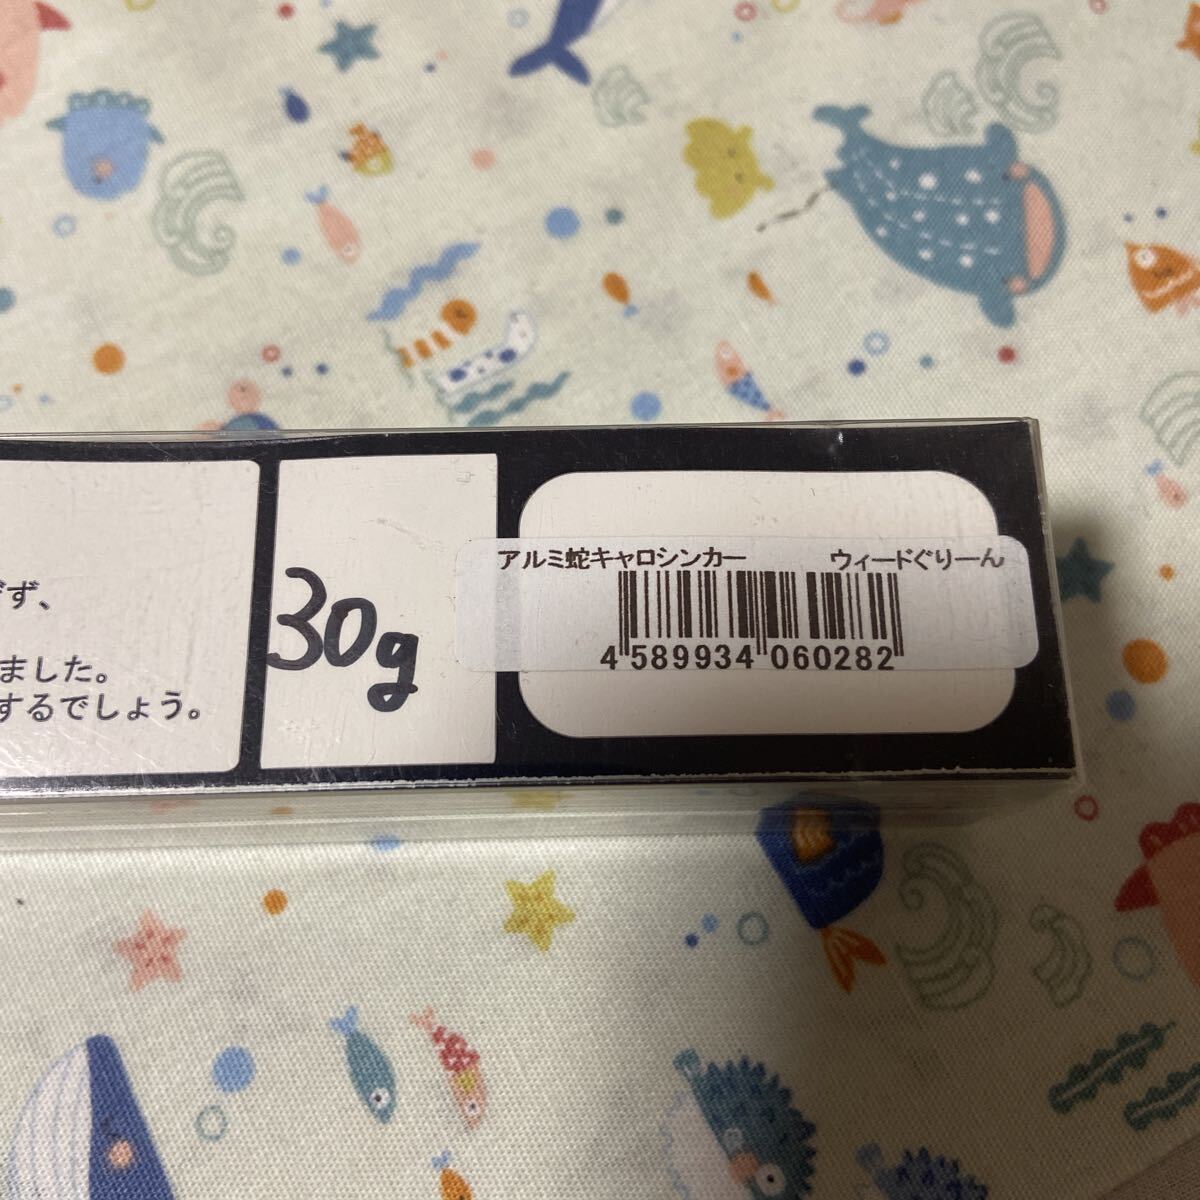 ず、
ました。
するでしょう。
30g
アルミ蛇キャロシンカー ウィードぐりーん
4 589934 060282